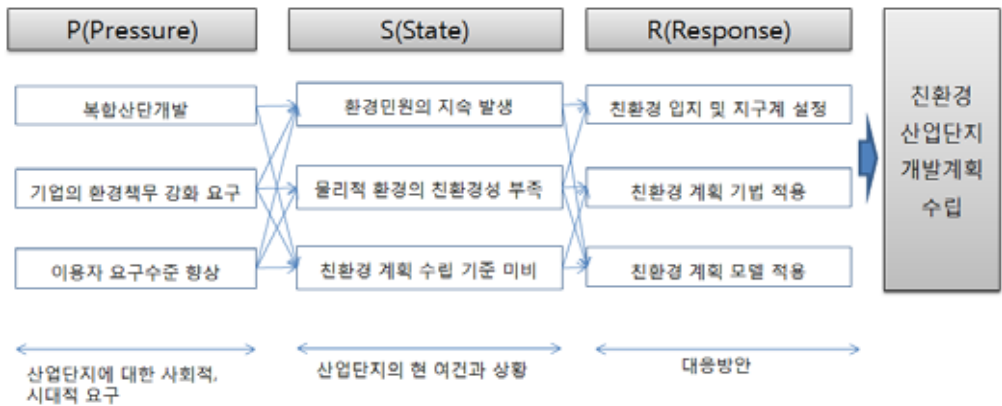 P(Pressure)
S(State)
R(Response)
복합산단개발
환경민원의 지속 발생
친환경 입지 및 지구계 설정
기업의 환경책무 강화 요구
물리적 환경의 친환경성 부족
친환경 계획 기법 적용
이용자 요구수준 향상
친환경 계획 수립 기준 미비
친환경 계획 모델 적용
친환경
산업단지
개발계획
수립
산업단지에 대한 사회적,
시대적 요구
산업단지의 현 여건과 상황
대응방안